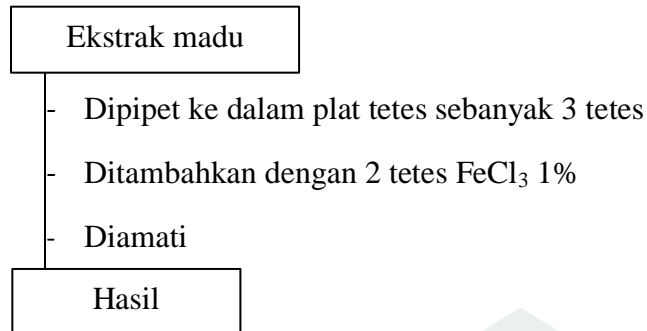 Ekstrak madu
- Dipipet ke dalam plat tetes sebanyak 3 tetes
- Ditambahkan dengan 2 tetes FeCl₃ 1%
- Diamati
Hasil